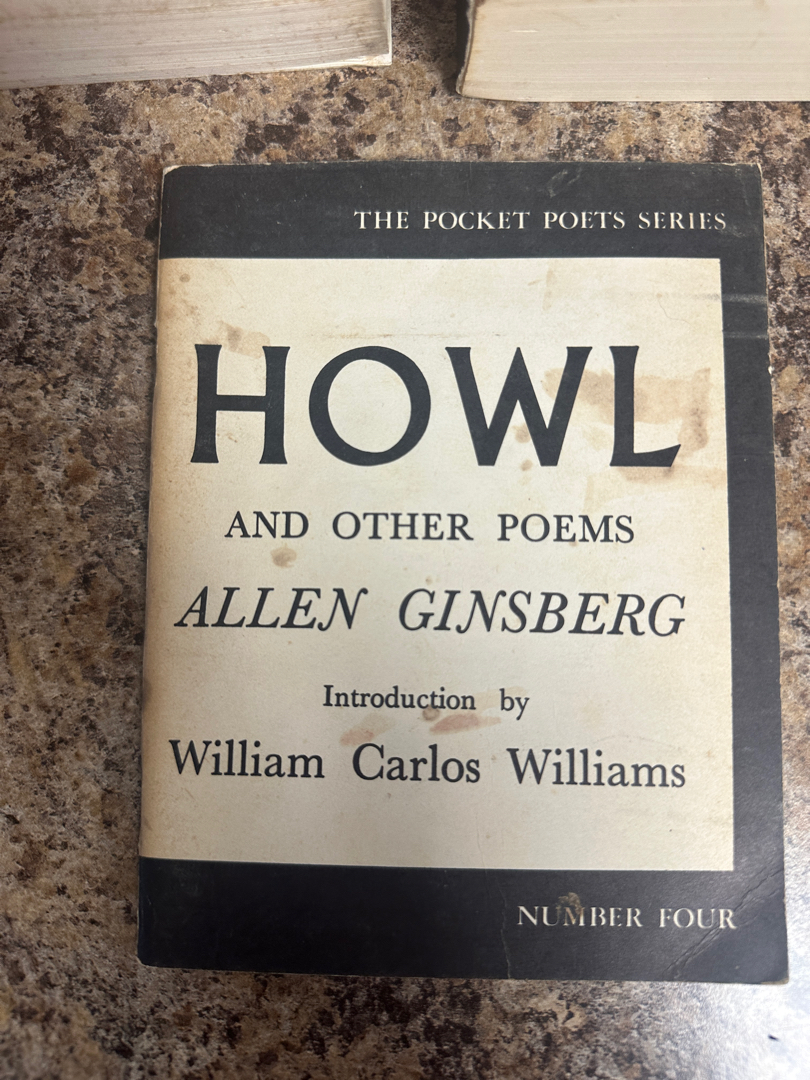 THE POCKET POETS SERIES
HOWL
AND OTHER POEMS
ALLEN GINSBERG
Introduction by
William Carlos Williams
NUMBER FOUR